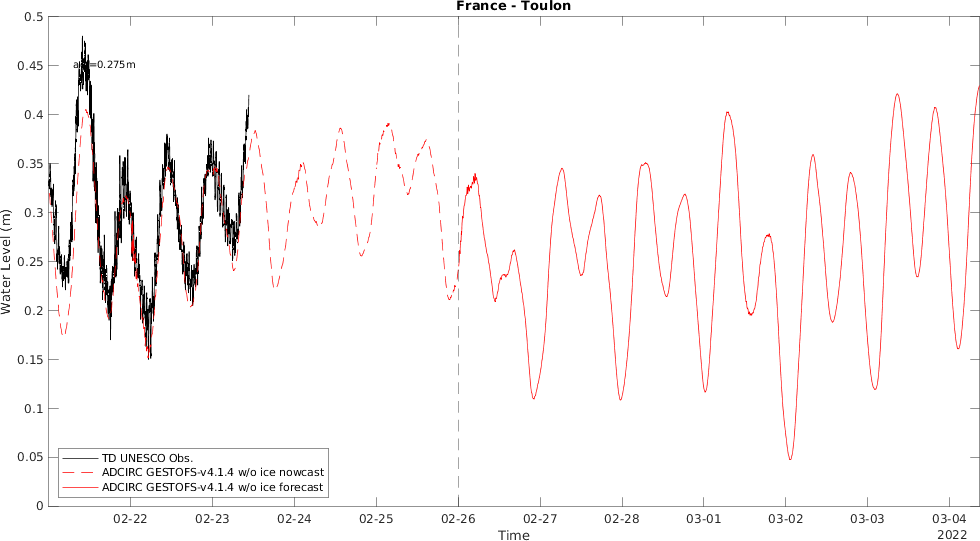 France - Toulon
0.5
0.45
0.4
0.35
0.3
0.25
0.2
0.15
0.1
0.05
0
Water Level (m)
=0.275m
TD UNESCO Obs.
ADCIRC GESTOFS-v4.1.4 w/o ice nowcast
ADCIRC GESTOFS-v4.1.4 w/o ice forecast
02-22 02-23 02-24 02-25 02-26 02-27 02-28 03-01 03-02 03-03 03-04
Time
2022